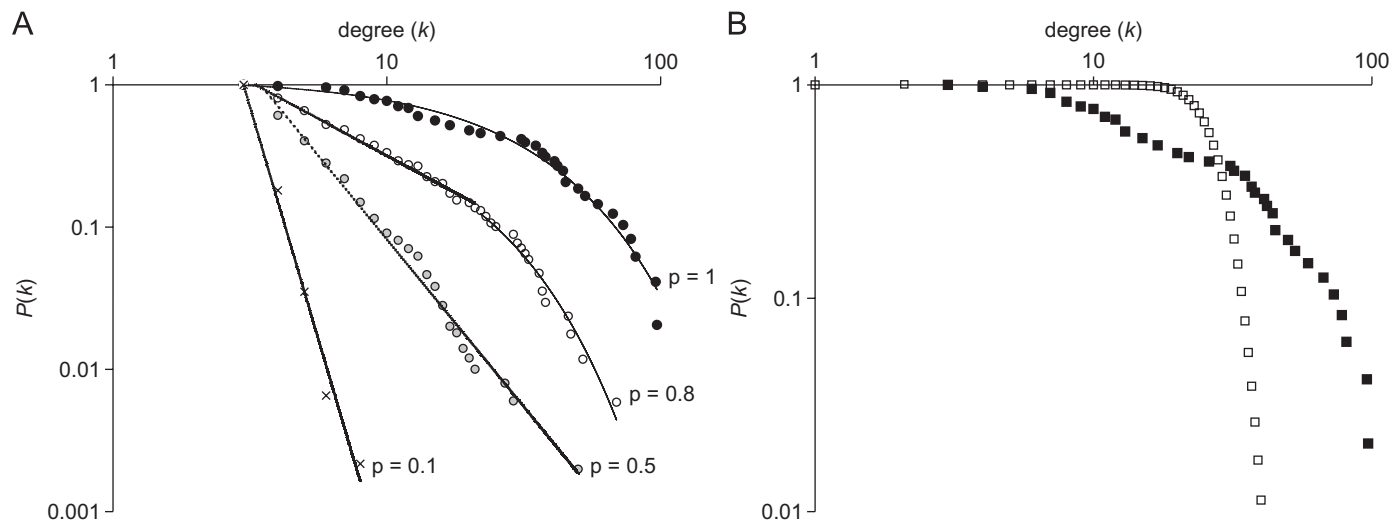 A
degree (k)
1 10 100
1
0.1
0.01
0.001
P(k)
p = 1
p = 0.8
p = 0.5
p = 0.1
B
degree (k)
1 10 100
1
0.1
0.01
P(k)